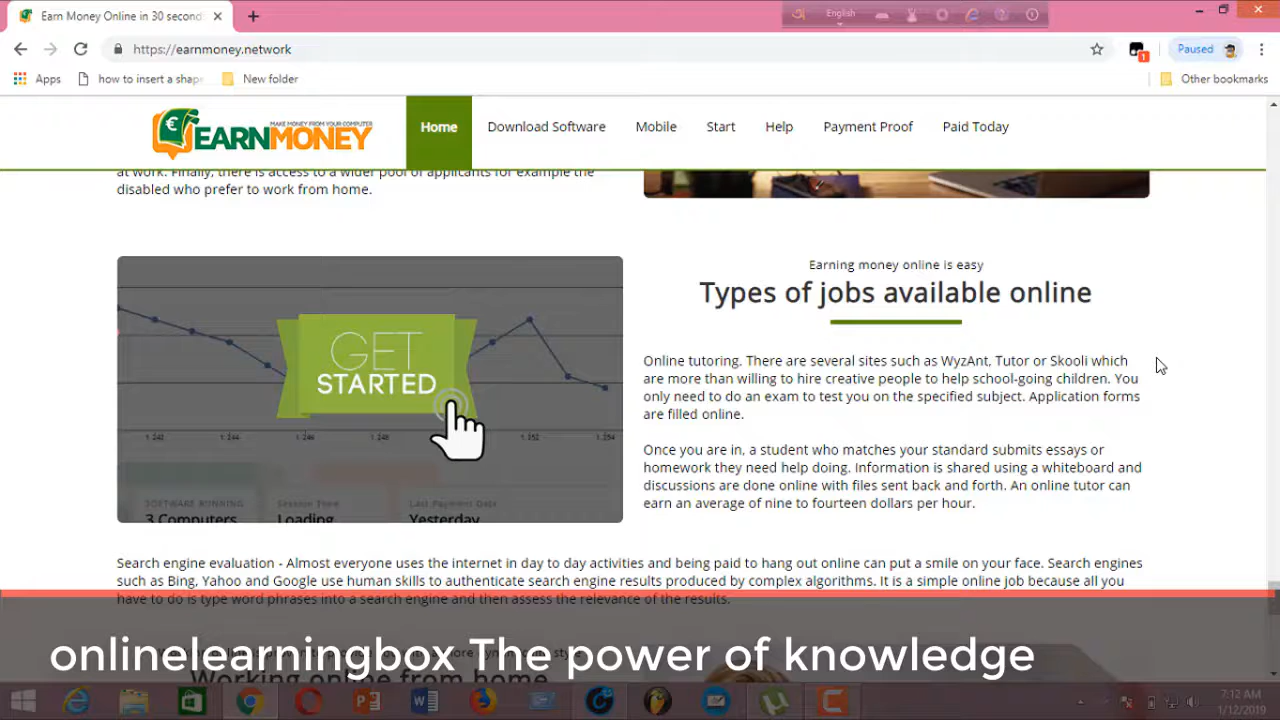 Earn Money Online in 30 second
English
https://earnmoney.network
1
Paused
Apps
how to insert a shap
New folder
Other bookmarks
€
MAKE MONEY FROM YOUR COMPUTER
EARNMONEY
Home
Download Software
Mobile
Start
Help
Payment Proof
Paid Today
at work. Finally, there is access to a wider pool of applicants for example the
disabled who prefer to work from home.
GET
STARTED
1.242
1.244
1.246
1.248
1.252
1.254
SOFTWARE RUNNING
Session Time
Last Payment Date
3 Computers
Loading
Yesterday
Earning money online is easy
Types of jobs available online
Online tutoring. There are several sites such as WyzAnt, Tutor or Skooli which
are more than willing to hire creative people to help school-going children. You
only need to do an exam to test you on the specified subject. Application forms
are filled online.
Once you are in, a student who matches your standard submits essays or
homework they need help doing. Information is shared using a whiteboard and
discussions are done online with files sent back and forth. An online tutor can
earn an average of nine to fourteen dollars per hour.
Search engine evaluation - Almost everyone uses the internet in day to day activities and being paid to hang out online can put a smile on your face. Search engines
such as Bing, Yahoo and Google use human skills to authenticate search engine results produced by complex algorithms. It is a simple online job because all you
have to do is type word phrases into a search engine and then assess the relevance of the results.
onlinelearningbox The power of knowledge
Working online from home
7:12 AM
1/12/2019